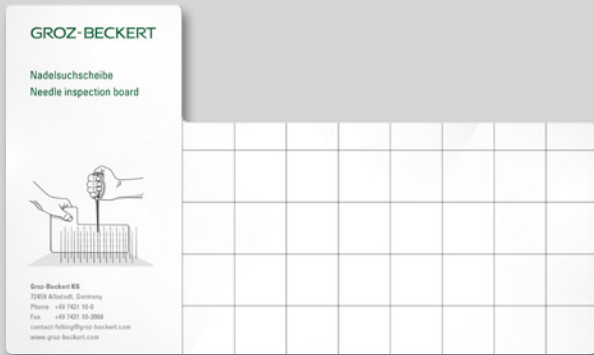 GROZ-BECKERT
Nadelsuchscheibe
Needle inspection board
Groz-Beckert KG
72458 Albstadt, Germany
Phone +49 7431 10-0
Fax +49 7431 10-2088
contact-felting@groz-beckert.com
www.groz-beckert.com